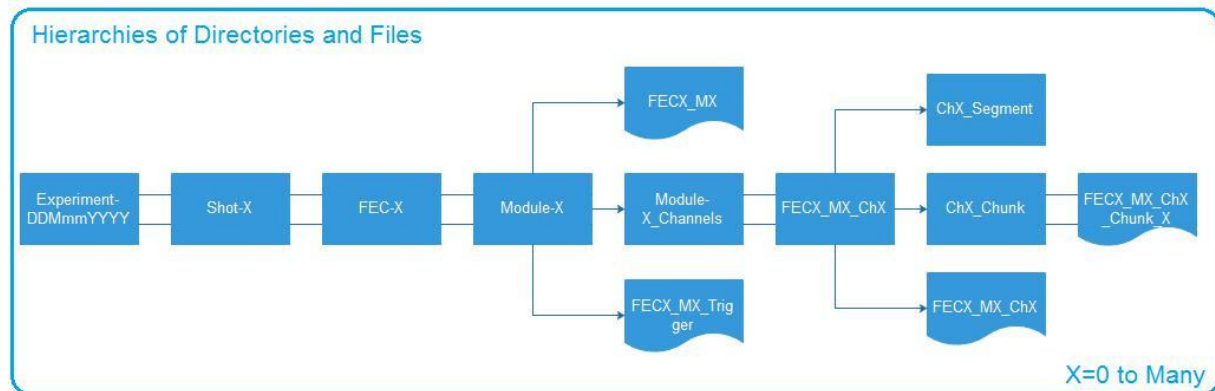 Hierarchies of Directories and Files
FECX_MX
ChX_Segment
Experiment-
DDMmmYYYY
Shot-X
FEC-X
Module-X
Module-
X_Channels
FECX_MX_ChX
ChX_Chunk
FECX_MX_ChX
_Chunk_X
FECX_MX_Trig
ger
FECX_MX_ChX
X=0 to Many